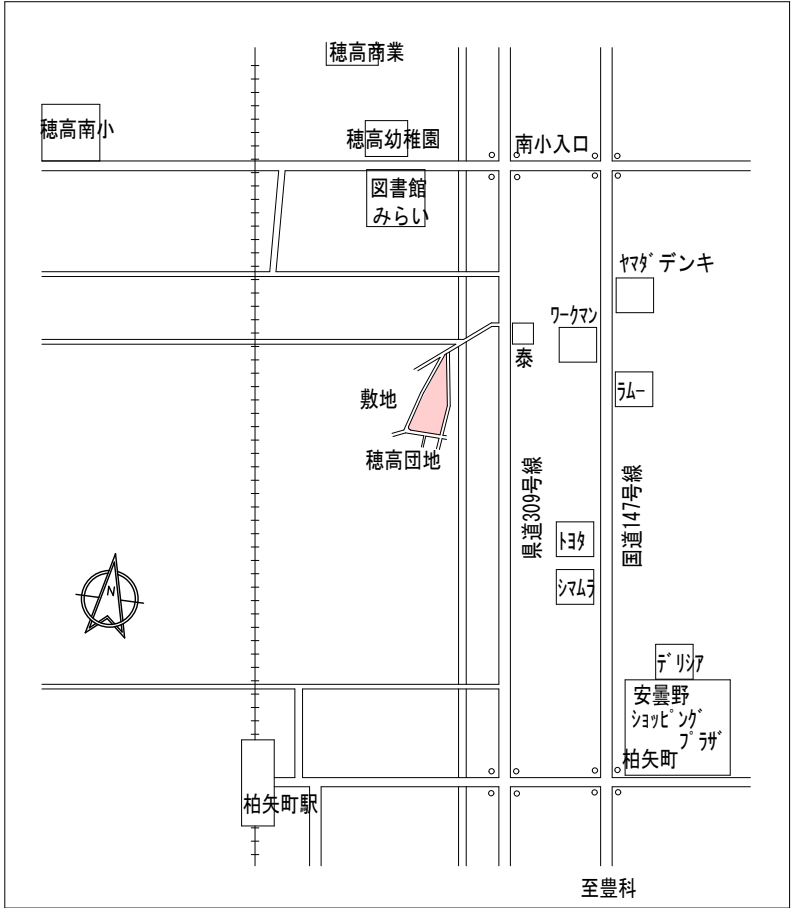 穂高商業
穂高南小
穂高幼稚園
南小入口
図書館
みらい
ﾔﾏﾀﾞデンキ
ﾜｰｸﾏﾝ
泰
ﾗﾑｰ
敷地
穂高団地
県道309号線
国道147号線
ﾄﾖﾀ
ｼﾏﾑﾗ
N
ﾃﾞﾘｼｱ
安曇野
ｼｮｯﾋﾟﾝｸﾞ
ﾌﾟﾗｻﾞ
柏矢町
柏矢町駅
至豊科